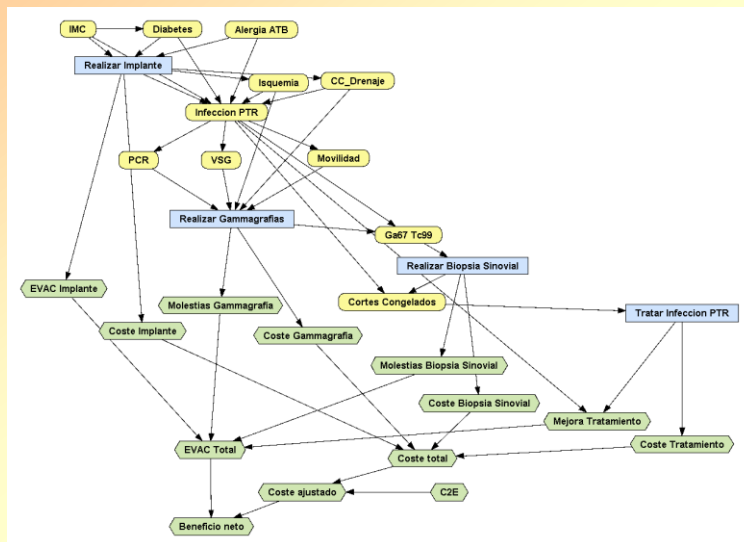 IMC
Diabetes
Alergia ATB
Realizar Implante
Isquemia
CC_Drenaje
Infeccion PTR
PCR
VSG
Movilidad
Realizar Gammagrafias
Ga67 Tc99
Realizar Biopsia Sinovial
EVAC Implante
Molestias Gammagrafia
Cortes Congelados
Coste Implante
Coste Gammagrafia
Tratar Infeccion PTR
Molestias Biopsia Sinovial
Coste Biopsia Sinovial
Mejora Tratamiento
EVAC Total
Coste total
Coste Tratamiento
Coste ajustado
C2E
Beneficio neto